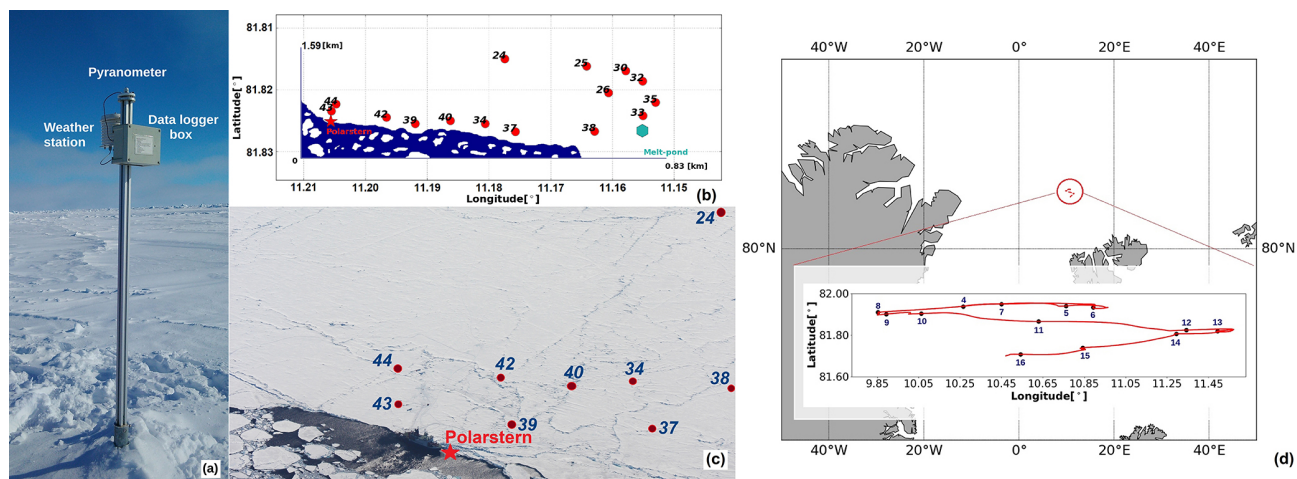 Pyranometer
Weather
station
Data logger
box
(a)
81.81
81.82
81.83
Latitude[°]
1.59 [km]
24
25
30
32
26
35
33
44
43
42
39
40
34
37
38
Polarstern
Melt-pond
0
0.83 [km]
11.21 11.20 11.19 11.18 11.17 11.16 11.15
Longitude[°]
(b)
24
44
42
40
34
38
43
39
37
Polarstern
(c)
40°W 20°W 0° 20°E 40°E
80°N
80°N
82.00
81.80
81.60
Latitude[°]
8
9
10
4
7
5
6
11
12
13
14
15
16
9.85 10.05 10.25 10.45 10.65 10.85 11.05 11.25 11.45
Longitude[°]
40°W 20°W 0° 20°E 40°E
(d)